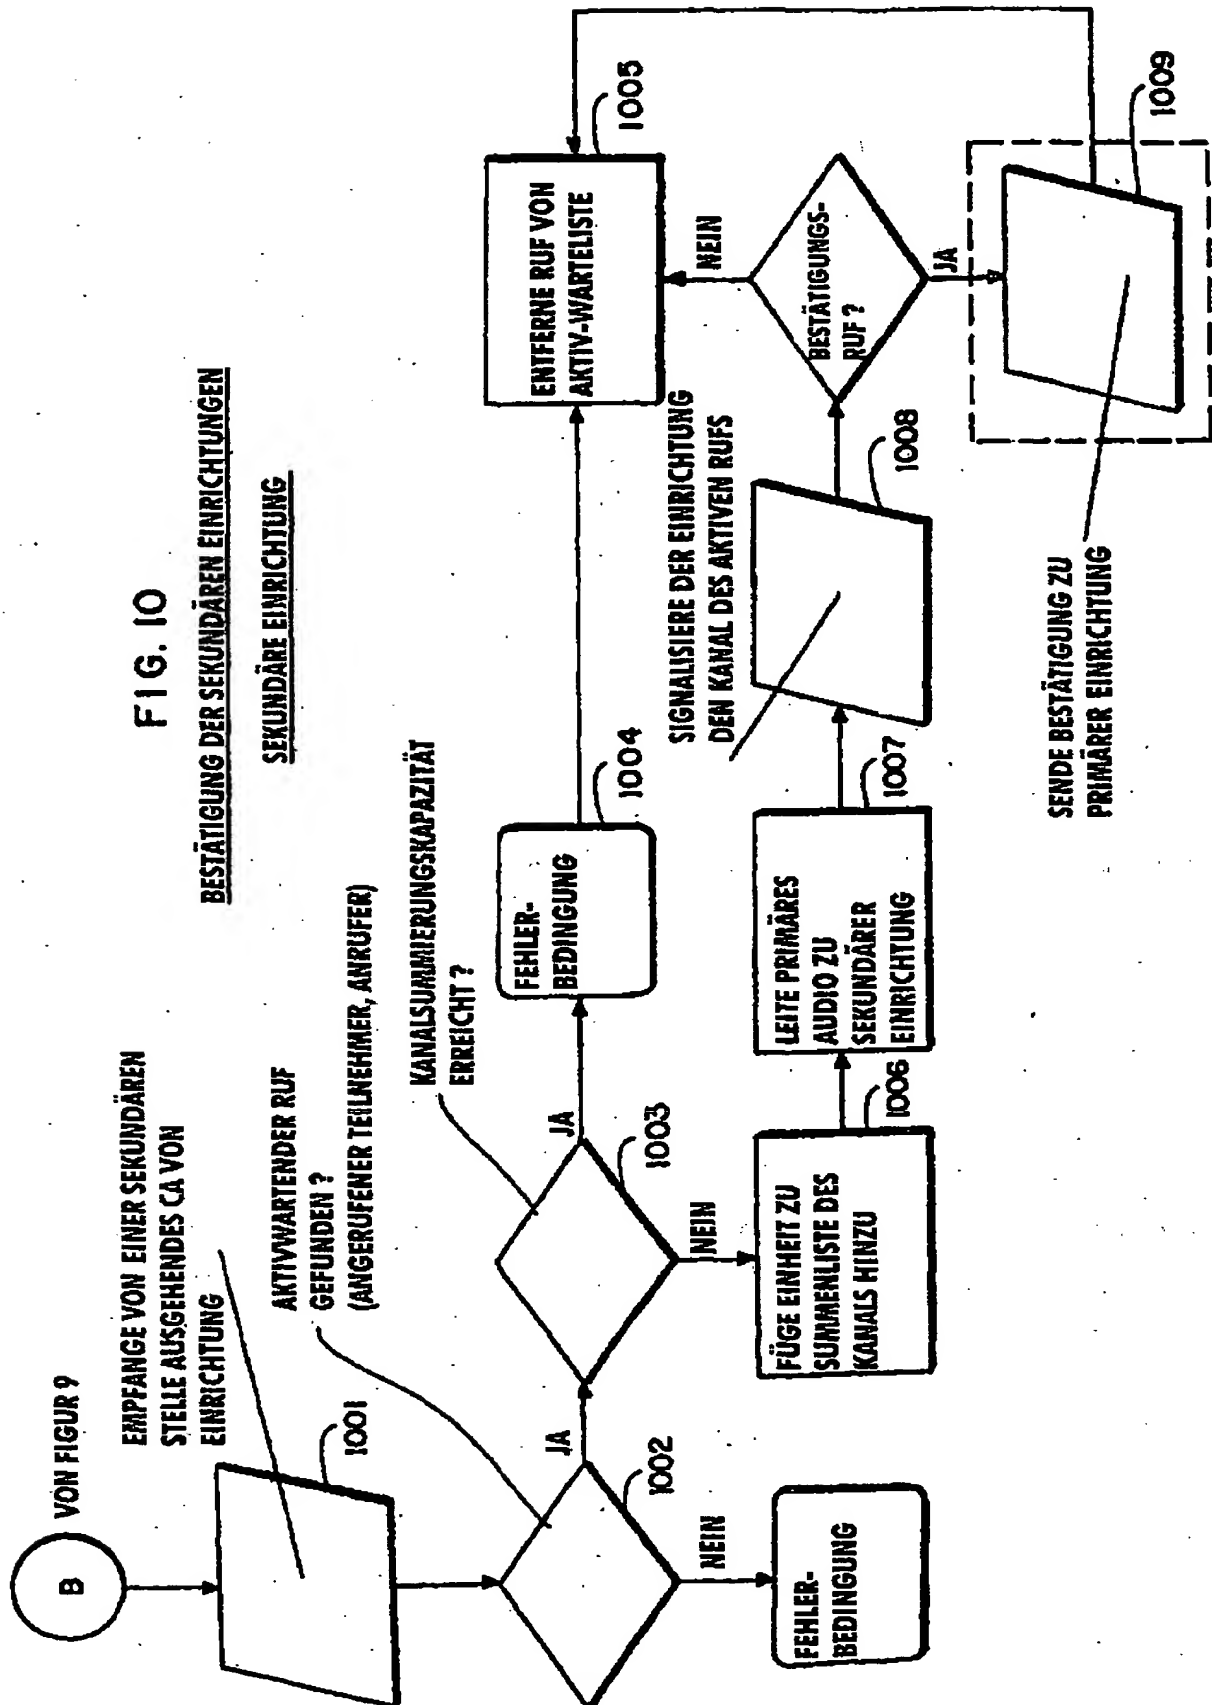 FIG. 10
BESTÄTIGUNG DER SEKUNDÄREN EINRICHTUNGEN
SEKUNDÄRE EINRICHTUNG
B
VON FIGUR 9
EMPFANGE VON EINER SEKUNDÄREN
STELLE AUSGEHENDES CA VON
EINRICHTUNG
1001
AKTIVWARTENDER RUF
GEFUNDEN ?
(ANGERUFENER TEILNEHMER, ANRUFER)
1002
JA
NEIN
FEHLER-
BEDINGUNG
KANALSUMMIERUNGSKAPAZITÄT
ERREICHT ?
1003
JA
NEIN
FEHLER-
BEDINGUNG
1004
ENTFERNE RUF VON
AKTIV-WARTELISTE
1005
FÜGE EINHEIT ZU
SUMMENLISTE DES
KANALS HINZU
1006
LEITE PRIMÄRES
AUDIO ZU
SEKUNDÄRER
EINRICHTUNG
1007
SIGNALISIERE DER EINRICHTUNG
DEN KANAL DES AKTIVEN RUFS
1008
BESTÄTIGUNGS-
RUF ?
NEIN
JA
SENDE BESTÄTIGUNG ZU
PRIMÄRER EINRICHTUNG
1009